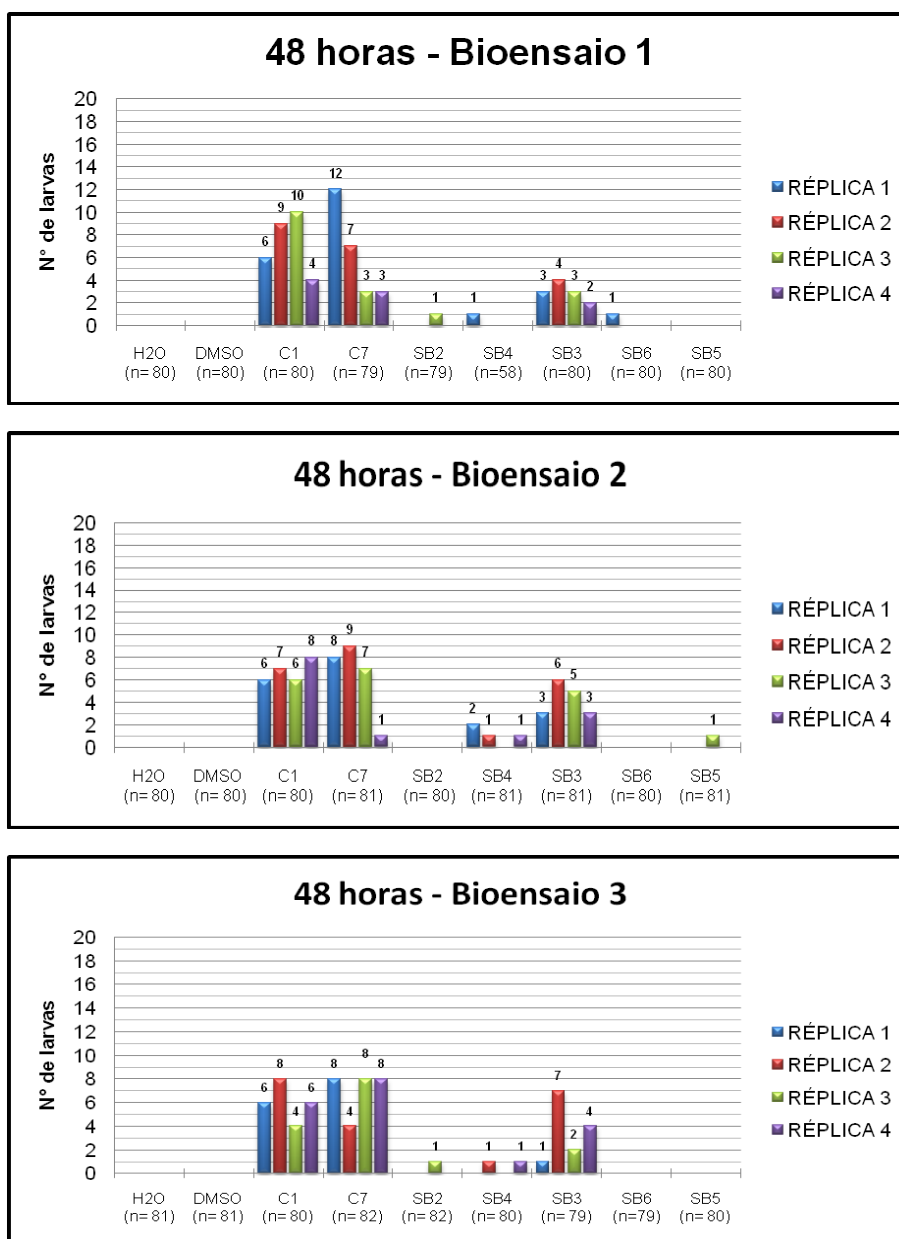 48 horas - Bioensaio 1
N° de larvas
20
18
16
14
12
10
8
6
4
2
0
6 9 10 4 12 7 3 3 1 1 3 4 3 2 1
H2O DMSO C1 C7 SB2 SB4 SB3 SB6 SB5
(n= 80) (n=80) (n= 80) (n= 79) (n=79) (n=58) (n= 80) (n= 80) (n= 80)
RÉPLICA 1
RÉPLICA 2
RÉPLICA 3
RÉPLICA 4
48 horas - Bioensaio 2
N° de larvas
20
18
16
14
12
10
8
6
4
2
0
6 7 6 8 8 9 7 1 2 1 1 3 6 5 3 1
H2O DMSO C1 C7 SB2 SB4 SB3 SB6 SB5
(n= 80) (n= 80) (n= 80) (n= 81) (n= 80) (n= 81) (n= 81) (n= 80) (n= 81)
RÉPLICA 1
RÉPLICA 2
RÉPLICA 3
RÉPLICA 4
48 horas - Bioensaio 3
N° de larvas
20
18
16
14
12
10
8
6
4
2
0
6 8 4 6 8 4 8 8 1 1 1 1 7 2 4
H2O DMSO C1 C7 SB2 SB4 SB3 SB6 SB5
(n= 81) (n= 81) (n= 80) (n= 82) (n= 82) (n= 80) (n= 79) (n= 79) (n= 80)
RÉPLICA 1
RÉPLICA 2
RÉPLICA 3
RÉPLICA 4